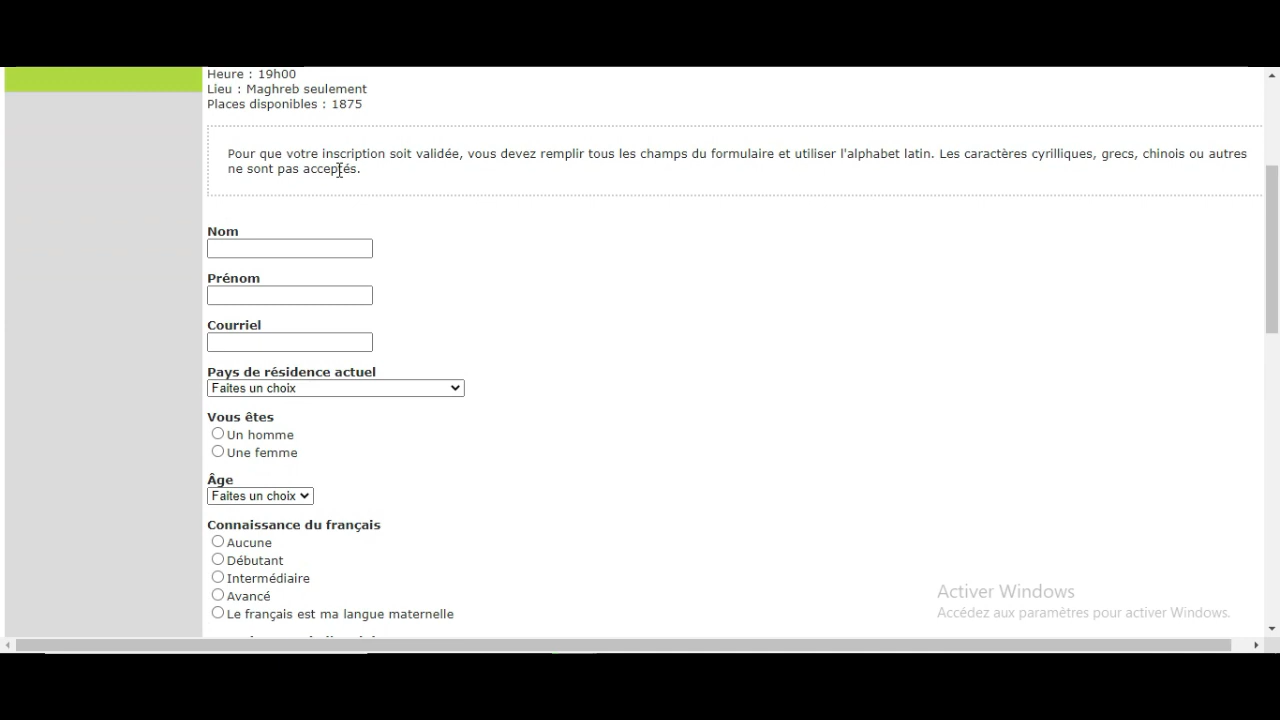 Heure : 19h00
Lieu : Maghreb seulement
Places disponibles : 1875
Pour que votre inscription soit validée, vous devez remplir tous les champs du formulaire et utiliser l'alphabet latin. Les caractères cyrilliques, grecs, chinois ou autres
ne sont pas acceptés.
Nom
Prénom
Courriel
Pays de résidence actuel
Faites un choix
Vous êtes
Un homme
Une femme
Âge
Faites un choix
Connaissance du français
Aucune
Débutant
Intermédiaire
Avancé
Le français est ma langue maternelle
Activer Windows
Accédez aux paramètres pour activer Windows.